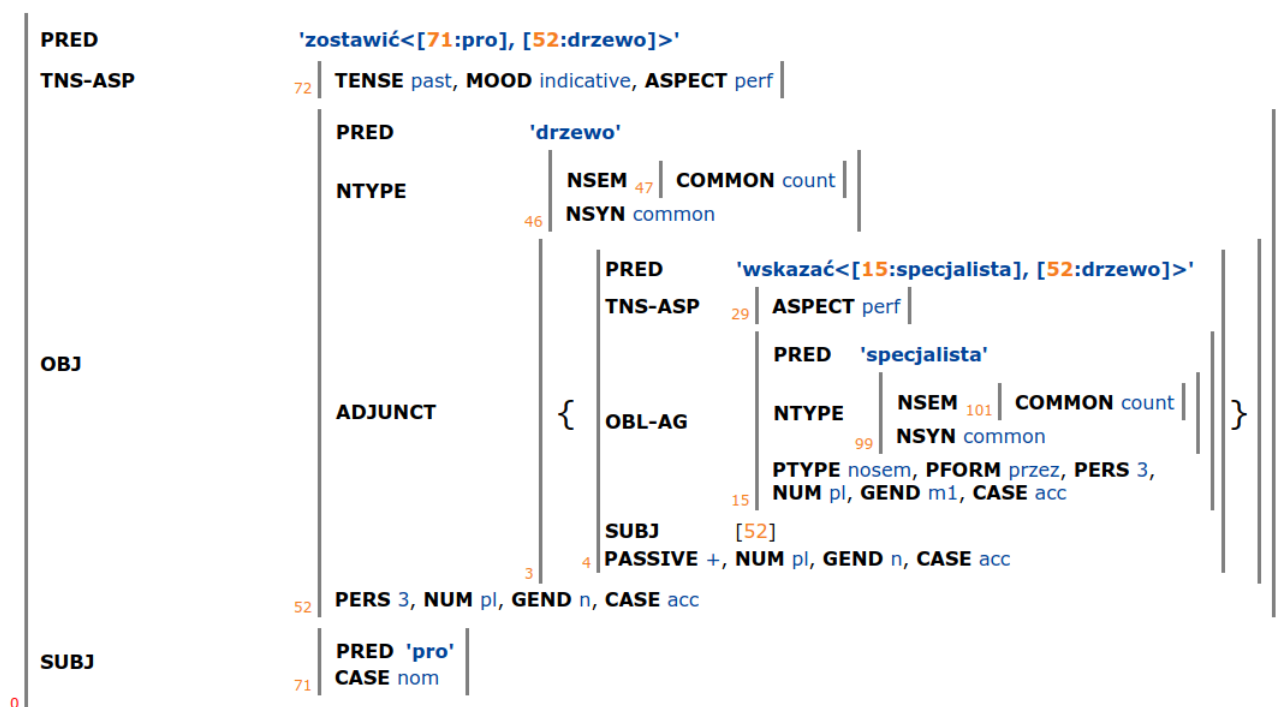 PRED 'zostawić<[71:pro], [52:drzewo]>'
TNS-ASP 72 TENSE past, MOOD indicative, ASPECT perf
PRED 'drzewo'
NSEM 47 COMMON count
NTYPE
46 NSYN common
PRED 'wskazać<[15:specjalista], [52:drzewo]>'
TNS-ASP 29 ASPECT perf
PRED 'specjalista'
OBJ
NSEM 101 COMMON count
ADJUNCT { OBL-AG NTYPE }
99 NSYN common
PTYPE nosem, PFORM przez, PERS 3,
15 NUM pl, GEND m1, CASE acc
SUBJ [52]
3 4 PASSIVE +, NUM pl, GEND n, CASE acc
52 PERS 3, NUM pl, GEND n, CASE acc
PRED 'pro'
SUBJ
71 CASE nom
0